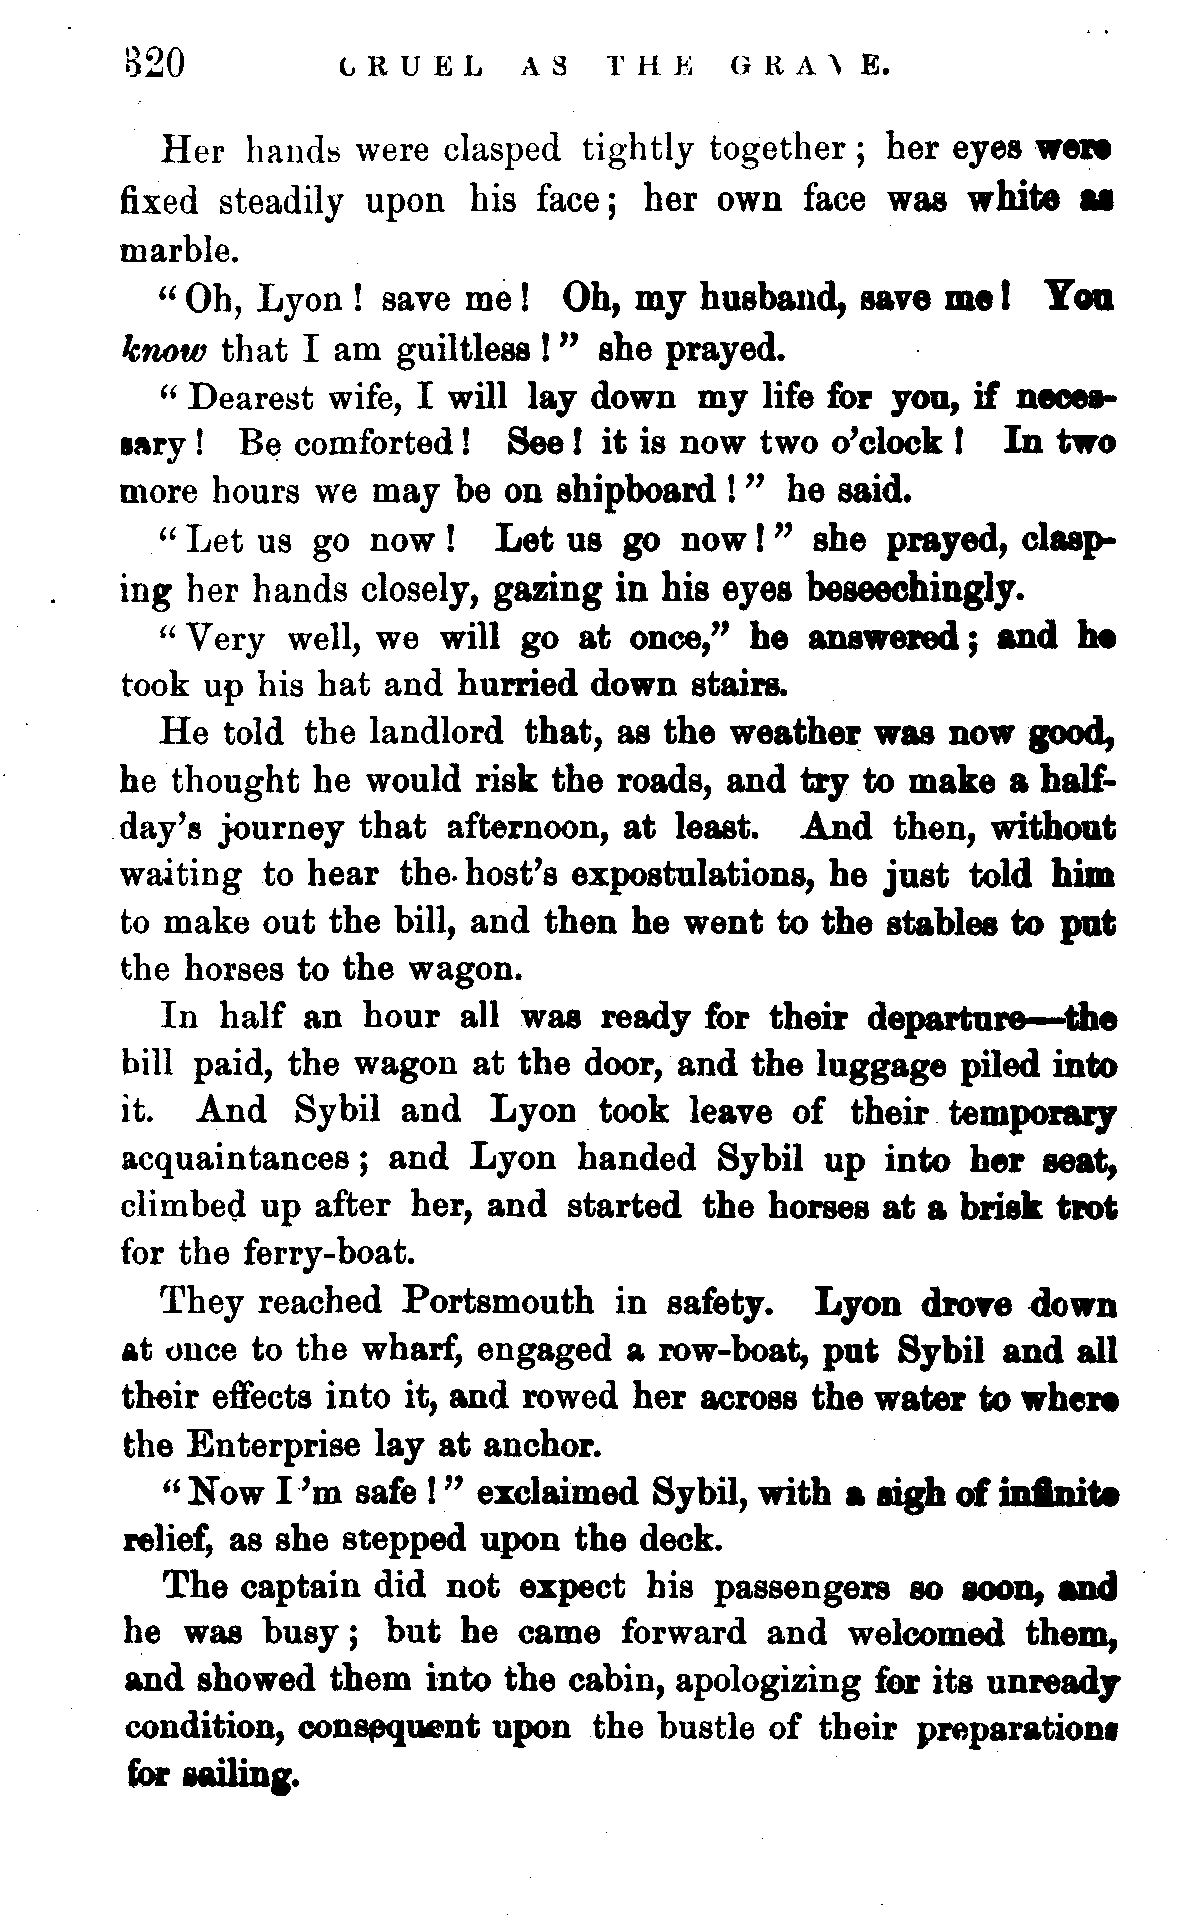 320 CRUEL AS THE GRAVE.
Her hands were clasped tightly together; her eyes were
fixed steadily upon his face; her own face was white as
marble.
"Oh, Lyon! save me! Oh, my husband, save me! You
know that I am guiltless!" she prayed.
"Dearest wife, I will lay down my life for you, if neces-
sary! Be comforted! See! it is now two o'clock! In two
more hours we may be on shipboard!" he said.
"Let us go now! Let us go now!" she prayed, clasp-
ing her hands closely, gazing in his eyes beseechingly.
"Very well, we will go at once," he answered; and he
took up his hat and hurried down stairs.
He told the landlord that, as the weather was now good,
he thought he would risk the roads, and try to make a half-
day's journey that afternoon, at least. And then, without
waiting to hear the host's expostulations, he just told him
to make out the bill, and then he went to the stables to put
the horses to the wagon.
In half an hour all was ready for their departure—the
bill paid, the wagon at the door, and the luggage piled into
it. And Sybil and Lyon took leave of their temporary
acquaintances; and Lyon handed Sybil up into her seat,
climbed up after her, and started the horses at a brisk trot
for the ferry-boat.
They reached Portsmouth in safety. Lyon drove down
at once to the wharf, engaged a row-boat, put Sybil and all
their effects into it, and rowed her across the water to where
the Enterprise lay at anchor.
"Now I'm safe!" exclaimed Sybil, with a sigh of infinite
relief, as she stepped upon the deck.
The captain did not expect his passengers so soon, and
he was busy; but he came forward and welcomed them,
and showed them into the cabin, apologizing for its unready
condition, consequent upon the bustle of their preparations
for sailing.